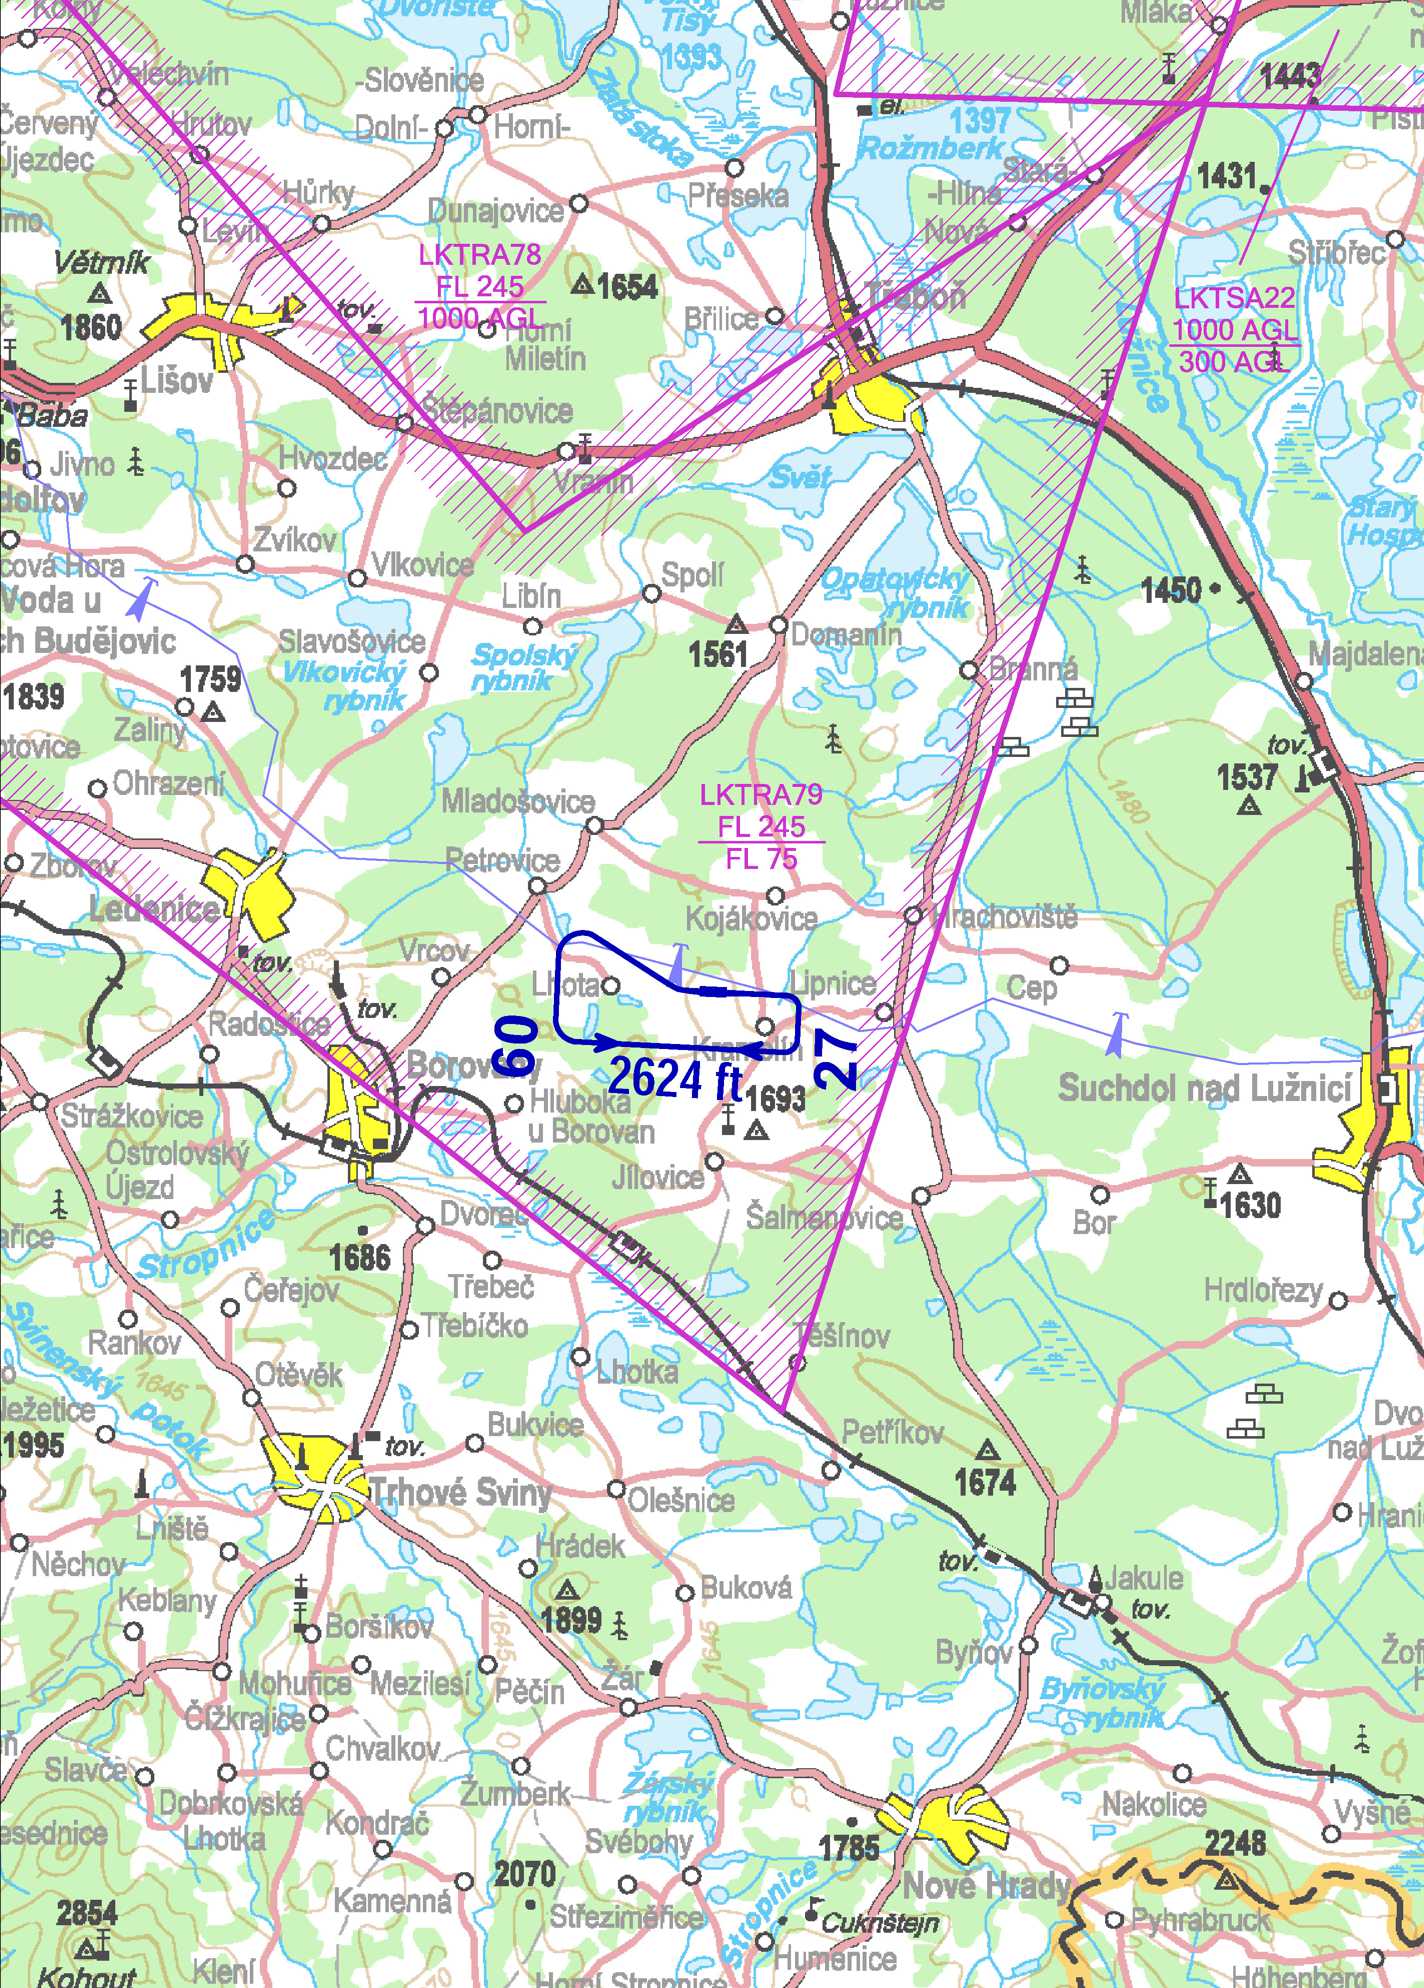 Dvořiště
Tisý
1393
Mláka
1443
Velechvín
-Slověnice
Dolní-
Horní-
Zlatá stoka
el.
1397
Rožmberk
Červený
Újezdec
Hrutov
Hůrky
Dunajovice
Přeseka
-Hlína
Stará-
Nová-
1431
Stříbřec
Levín
Větrník
1860
LKTRA78
FL 245
1000 AGL
1654
Horní
Miletín
tov.
Břilice
Třeboň
Lužnice
LKTSA22
1000 AGL
300 AGL
Lišov
Baba
Štěpánovice
Jivno
Hvozdec
Vranín
Svět
Starý
Zvíkov
Vlkovice
Libín
Spolí
Opatovický
rybník
1450
cová Hora
Voda u
ch Budějovic
Slavošovice
Vlkovický
rybník
Spolský
rybník
1561
Domanín
Branná
Majdalena
1839
1759
Zaliny
Ohrazení
tov.
1537
1480
Mladošovice
LKTRA79
FL 245
FL 75
Zborov
Petrovice
Kojákovice
Hrachoviště
Ledenice
tov.
Vrcov
Lhota
Lipnice
Cep
tov.
Radostice
09
Kramolín
27
Borovany
2624 ft
1693
Suchdol nad Lužnicí
Strážkovice
Hluboká
u Borovan
Ostrolovský
Újezd
Jílovice
Šalmanovice
Bor
1630
Stropnice
1686
Dvorec
Třebeč
Čeřejov
Hrdlořezy
Rankov
Třebíčko
Těšínov
Svinenský
potok
1645
Otěvěk
Lhotka
1995
Bukvice
Petříkov
1674
tov.
Trhové Sviny
Olešnice
Lniště
Něchov
Hrádek
tov.
Keblany
1899
Buková
Jakule
tov.
Boršíkov
1645
1645
Byňov
Mohuřice
Mezilesí
Pěčín
Žár
Byňovský
rybník
Čížkrajice
Chvalkov
Slavče
Žumberk
Žárský
rybník
Dobrkovská
Lhotka
Kondrač
Svébohy
1785
Nakolice
Vyšné
2248
2070
Kamenná
Střeziměřice
Stropnice
Nové Hrady
2854
Cuknštejn
Pyhrabruck
Kohout
Klení
Horní Stropnice
Humenice
Höhenberg